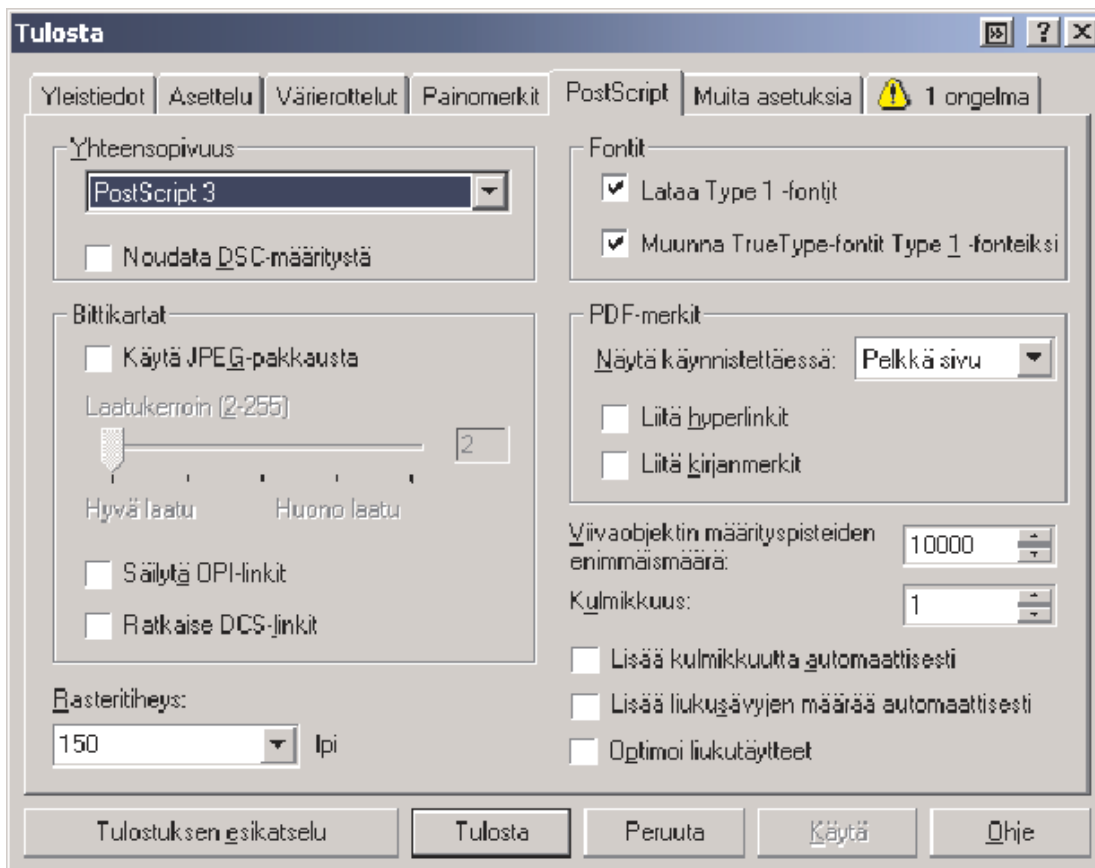 Tulosta
Yleistiedot Asettelu Värierottelut Painomerkit PostScript Muita asetuksia 1 ongelma
Yhteensopivuus
PostScript 3
Noudata DSC-määritystä
Bittikartat
Käytä JPEG-pakkausta
Laatukerroin (2-255)
2
Hyvä laatu Huono laatu
Säilytä OPI-linkit
Ratkaise DCS-linkit
Rasteritiheys:
150 lpi
Fontit
Lataa Type 1 -fontit
Muunna TrueType-fontit Type 1 -fonteiksi
PDF-merkit
Näytä käynnistettäessä: Pelkkä sivu
Liitä hyperlinkit
Liitä kirjanmerkit
Viivaobjektin määrityspisteiden
enimmäismäärä: 10000
Kulmikkuus: 1
Lisää kulmikkuutta automaattisesti
Lisää liukusävyjen määrää automaattisesti
Optimoi liukutäytteet
Tulostuksen esikatselu Tulosta Peruuta Käytä Ohje